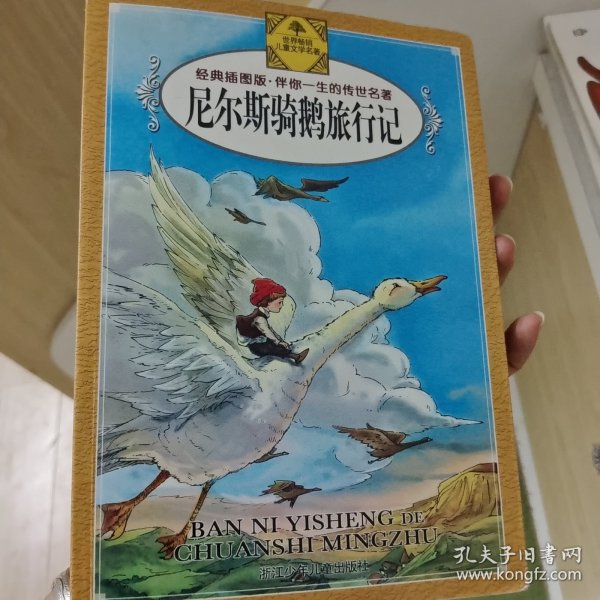 世界畅销
儿童文学名著
经典插图版·伴你一生的传世名著
尼尔斯骑鹅旅行记
BAN NI YISHENG DE
CHUANSHI MINGZHU
浙江少年儿童出版社
孔夫子旧书网
www.kongfz.com